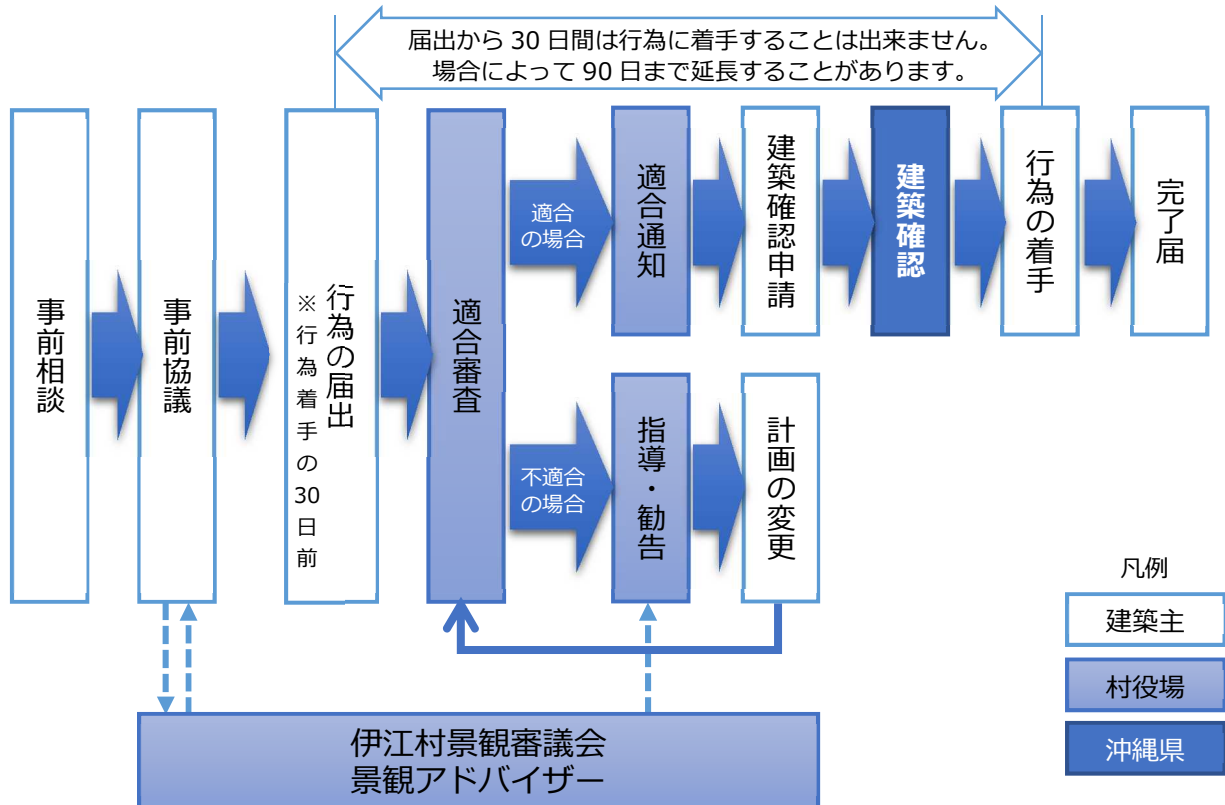 届出から 30 日間は行為に着手することは出来ません。
場合によって 90 日まで延長することがあります。
事前相談
事前協議
行為の届出
※行為着手の30日前
適合審査
適合
の場合
適合通知
建築確認申請
建築確認
行為の着手
完了届
不適合
の場合
指導・勧告
計画の変更
伊江村景観審議会
景観アドバイザー
凡例
建築主
村役場
沖縄県